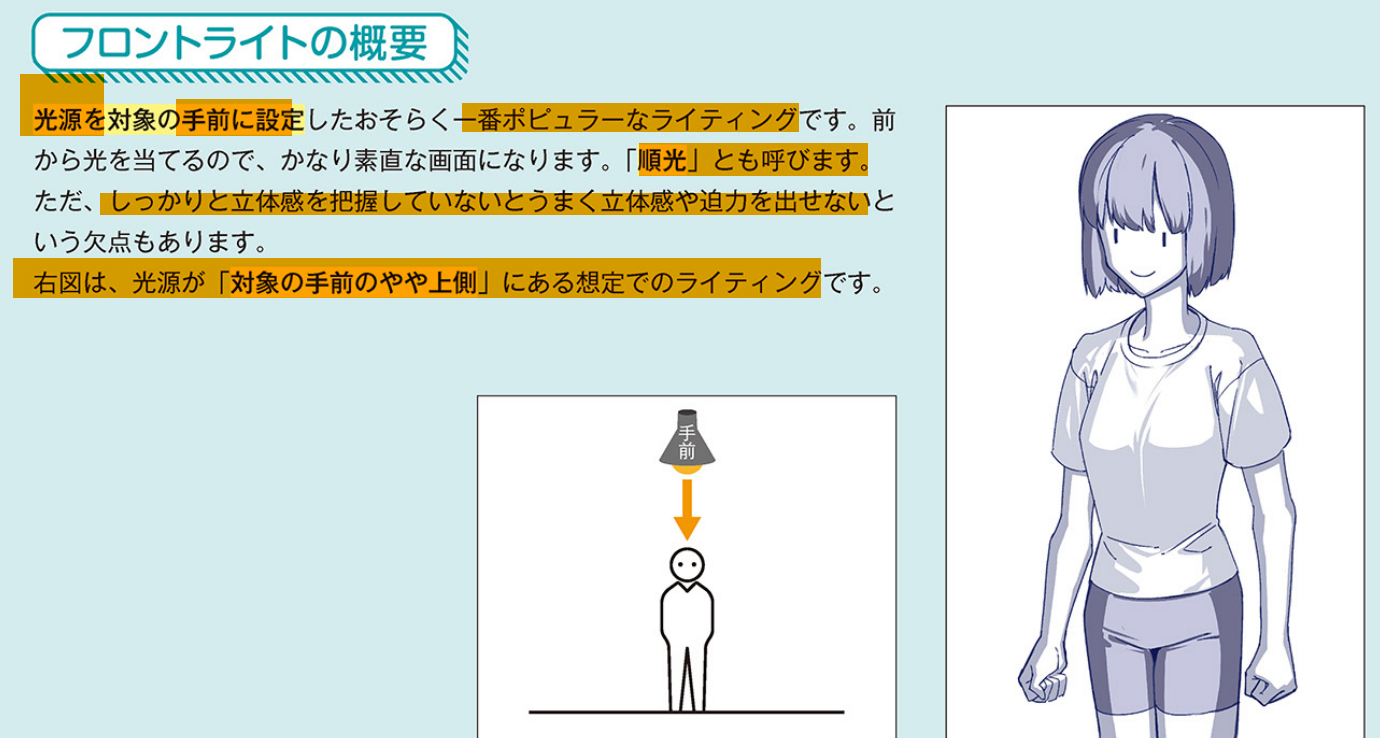 フロントライトの概要
光源を対象の手前に設定したおそらく一番ポピュラーなライティングです。前
から光を当てるので、かなり素直な画面になります。「順光」とも呼びます。
ただ、しっかりと立体感を把握していないとうまく立体感や迫力を出せないと
いう欠点もあります。
右図は、光源が「対象の手前のやや上側」にある想定でのライティングです。
手前